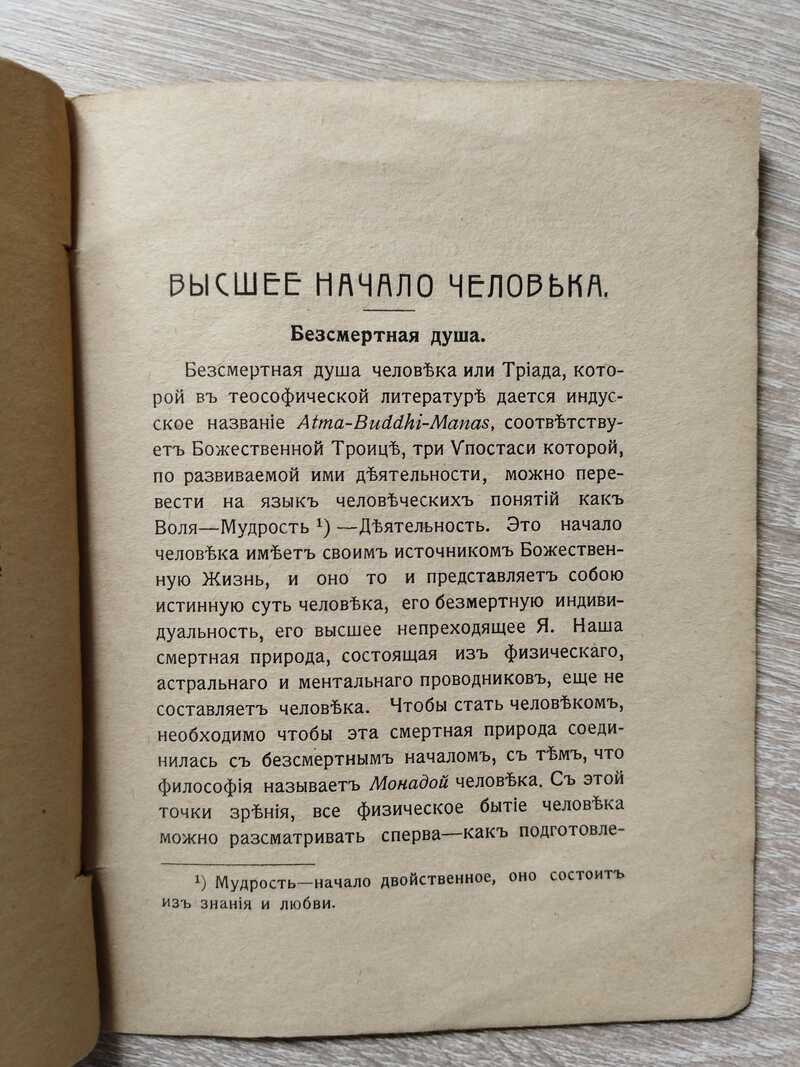 ВЫСШЕЕ НАЧАЛО ЧЕЛОВѢКА.
Безсмертная душа.
Безсмертная душа человѣка или Тріада, кото-
рой въ теософической литературѣ дается индус-
ское названіе Atma-Buddhi-Manas, соотвѣтству-
етъ Божественной Троицѣ, три Ѵпостаси которой,
по развиваемой ими дѣятельности, можно пере-
вести на языкъ человѣческихъ понятій какъ
Воля—Мудрость ¹) —Дѣятельность. Это начало
человѣка имѣетъ своимъ источникомъ Божествен-
ную Жизнь, и оно то и представляетъ собою
истинную суть человѣка, его безмертную индиви-
дуальность, его высшее непреходящее Я. Наша
смертная природа, состоящая изъ физическаго,
астральнаго и ментальнаго проводниковъ, еще не
составляетъ человѣка. Чтобы стать человѣкомъ,
необходимо чтобы эта смертная природа соеди-
нилась съ безсмертнымъ началомъ, съ тѣмъ, что
философія называетъ Монадой человѣка. Съ этой
точки зрѣнія, все физическое бытіе человѣка
можно разсматривать сперва—какъ подготовле-
¹) Мудрость—начало двойственное, оно состоитъ
изъ знанія и любви.